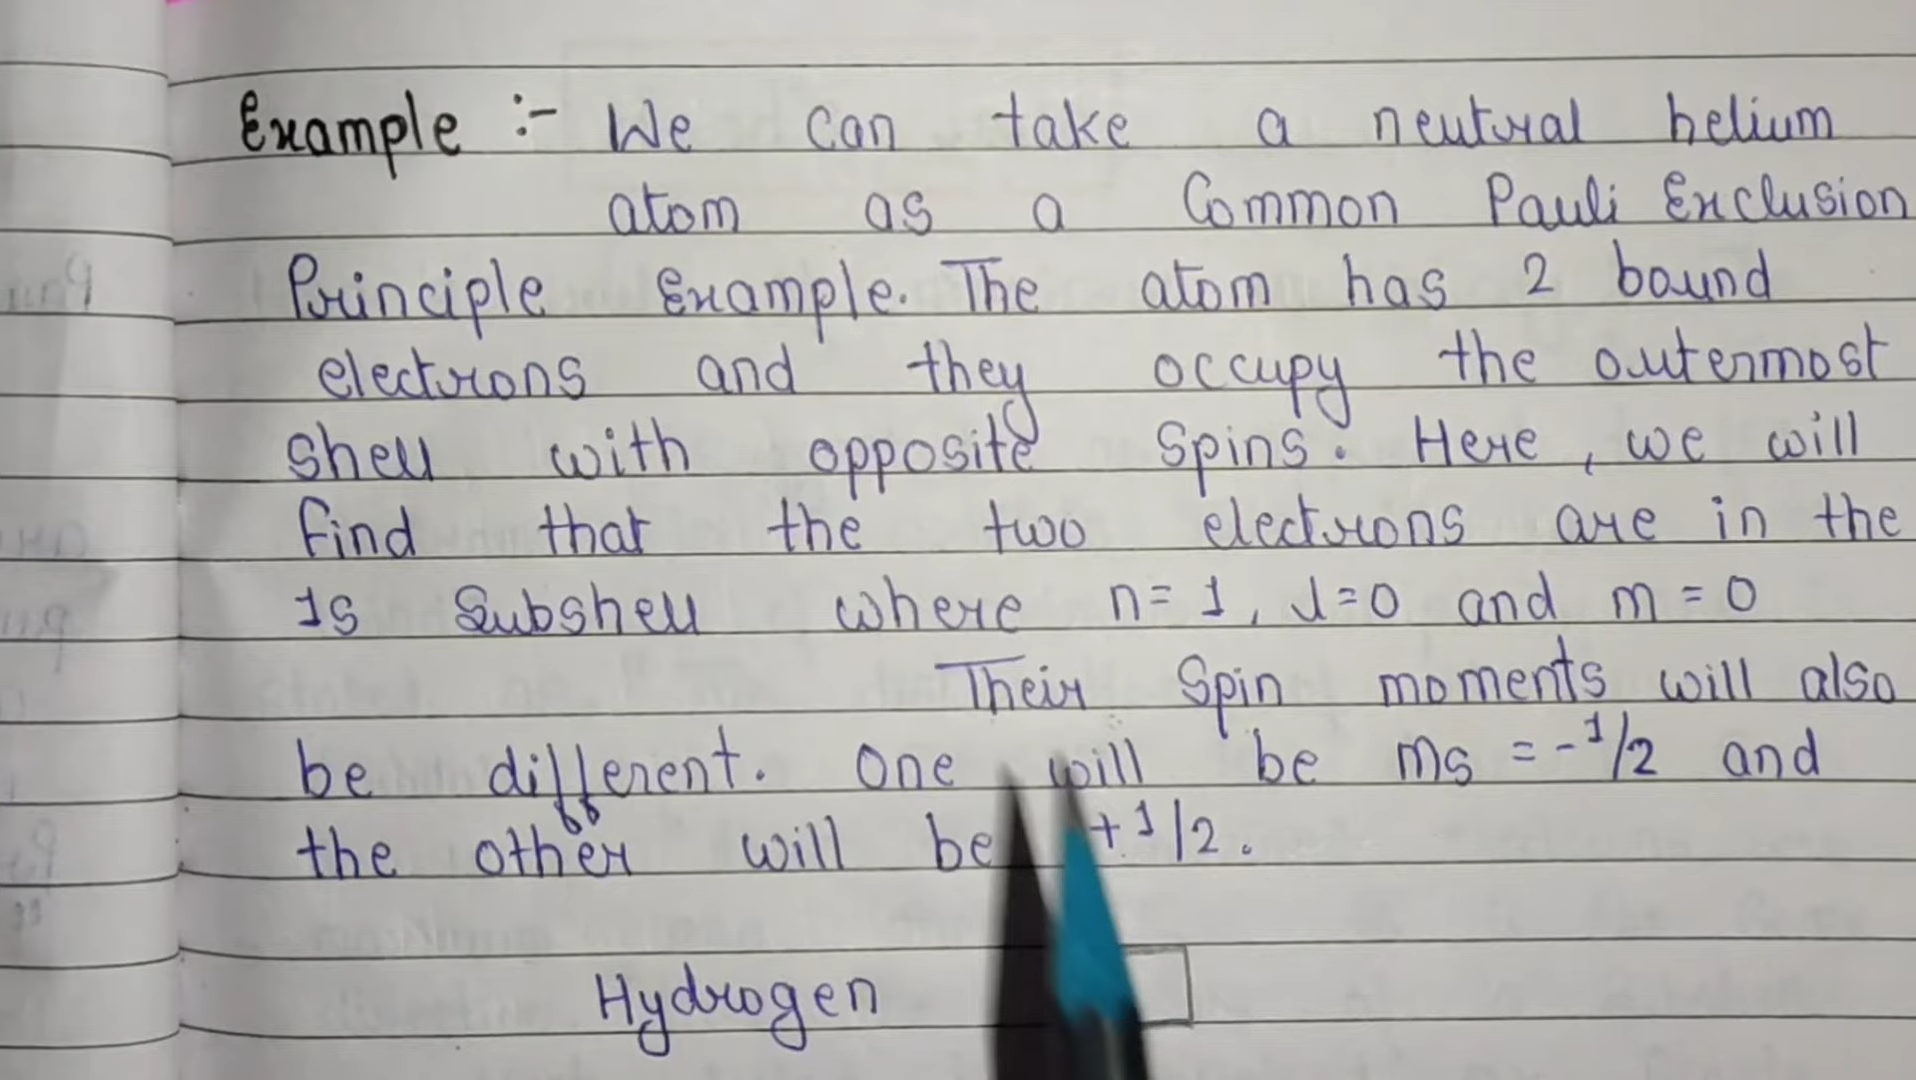 Example :- We can take a neutral helium
atom as a Common Pauli Exclusion
Principle Example. The atom has 2 bound
electrons and they occupy the outermost
shell with opposite spins. Here, we will
find that the two electrons are in the
1s Subshell where n=1, l=0 and m=0
Their Spin moments will also
be different. One will be ms = -1/2 and
the other will be +1/2.
Hydrogen